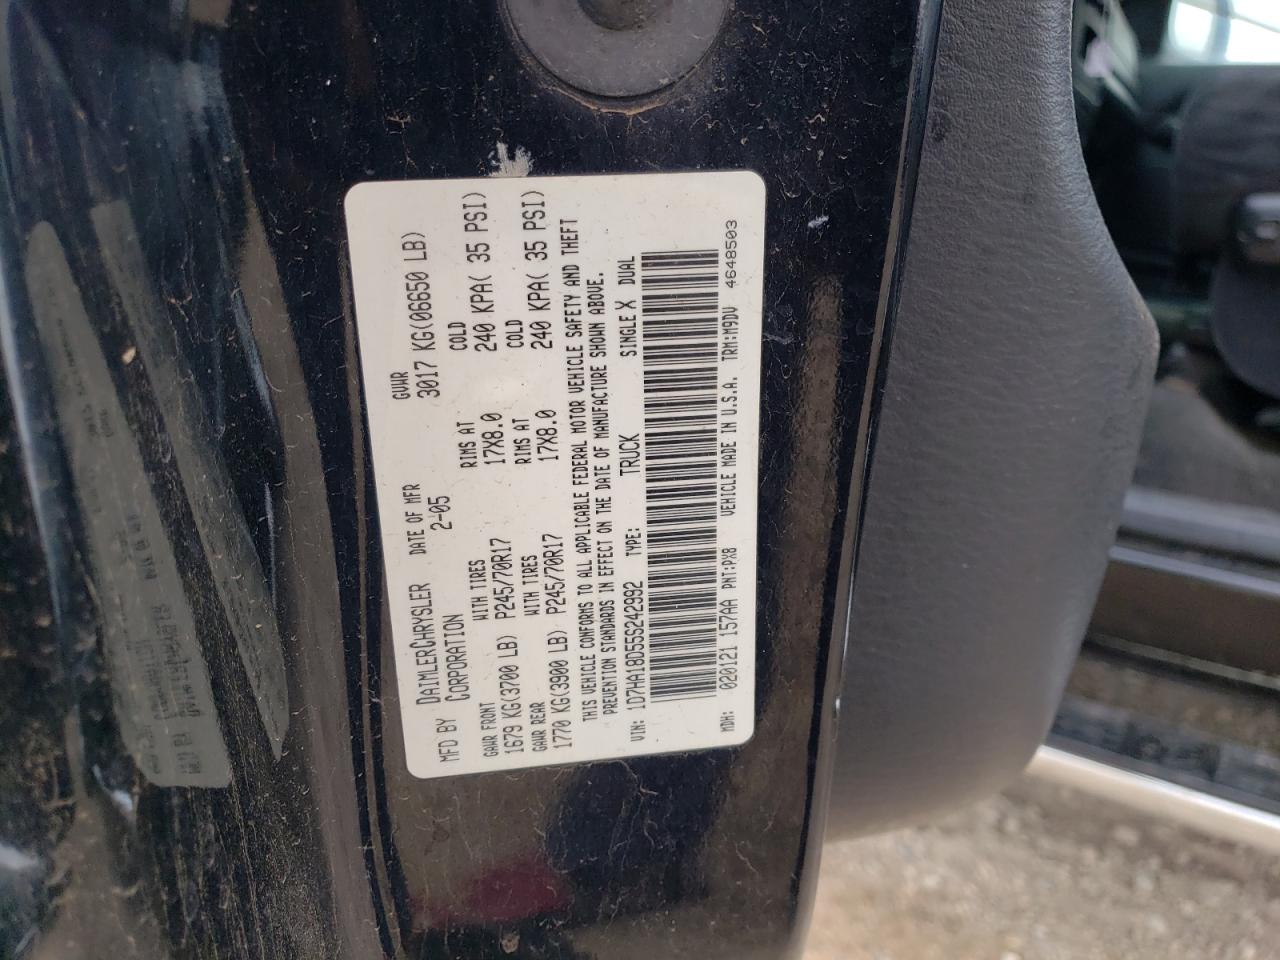 MFD BY DAIMLERCHRYSLER CORPORATION DATE OF MFR 2-05 GVWR 3017 KG(06650 LB)
GAWR FRONT WITH TIRES RIMS AT COLD
1679 KG(3700 LB) P245/70R17 17X8.0 240 KPA( 35 PSI)
GAWR REAR WITH TIRES RIMS AT COLD
1770 KG(3900 LB) P245/70R17 17X8.0 240 KPA( 35 PSI)
THIS VEHICLE CONFORMS TO ALL APPLICABLE FEDERAL MOTOR VEHICLE SAFETY AND THEFT
PREVENTION STANDARDS IN EFFECT ON THE DATE OF MANUFACTURE SHOWN ABOVE.
VIN: 1D7HA18D55S242992 TYPE: TRUCK SINGLE X DUAL
MDH: 020121 157AA PNT:PX8 VEHICLE MADE IN U.S.A. TRM:M9DV 4648503